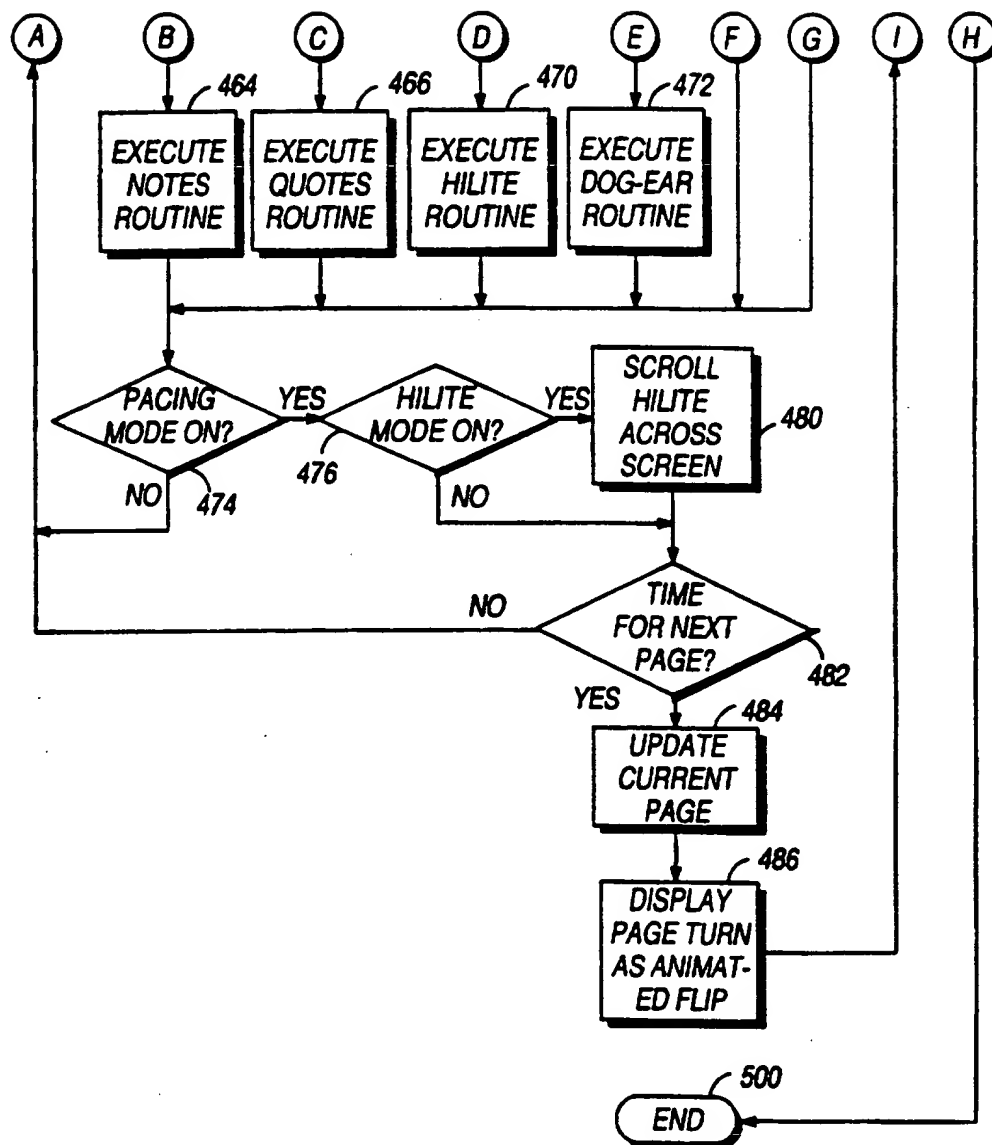 A B C D E F G I H
464 466 470 472
EXECUTE
NOTES
ROUTINE
EXECUTE
QUOTES
ROUTINE
EXECUTE
HILITE
ROUTINE
EXECUTE
DOG-EAR
ROUTINE
PACING
MODE ON?
YES
NO
474
HILITE
MODE ON?
YES
476
NO
SCROLL
HILITE
ACROSS
SCREEN
480
TIME
FOR NEXT
PAGE?
NO
482
YES
484
UPDATE
CURRENT
PAGE
486
DISPLAY
PAGE TURN
AS ANIMAT-
ED FLIP
500
END